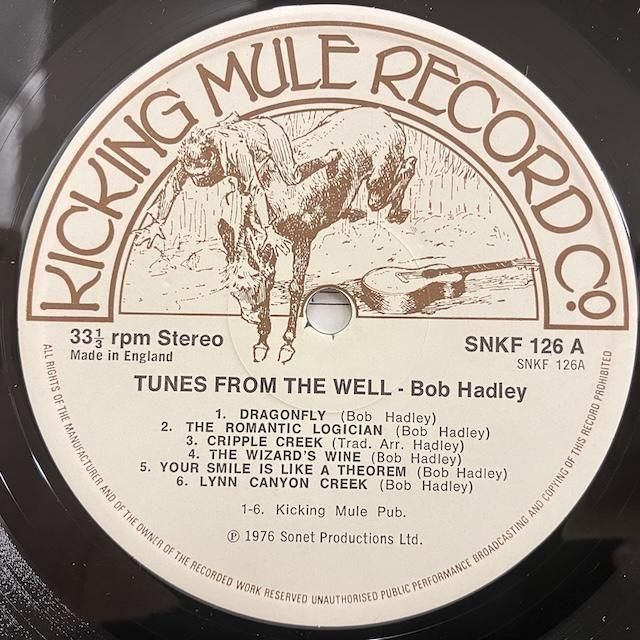 KICKING MULE RECORD CO.
33⅓ rpm Stereo
Made in England
SNKF 126 A
SNKF 126A
TUNES FROM THE WELL - Bob Hadley
1. DRAGONFLY (Bob Hadley)
2. THE ROMANTIC LOGICIAN (Bob Hadley)
3. CRIPPLE CREEK (Trad. Arr. Hadley)
4. THE WIZARD'S WINE (Bob Hadley)
5. YOUR SMILE IS LIKE A THEOREM (Bob Hadley)
6. LYNN CANYON CREEK (Bob Hadley)
1-6. Kicking Mule Pub.
℗ 1976 Sonet Productions Ltd.
ALL RIGHTS OF THE MANUFACTURER AND OF THE OWNER OF THE RECORDED WORK RESERVED UNAUTHORISED PUBLIC PERFORMANCE BROADCASTING AND COPYING OF THIS RECORD PROHIBITED